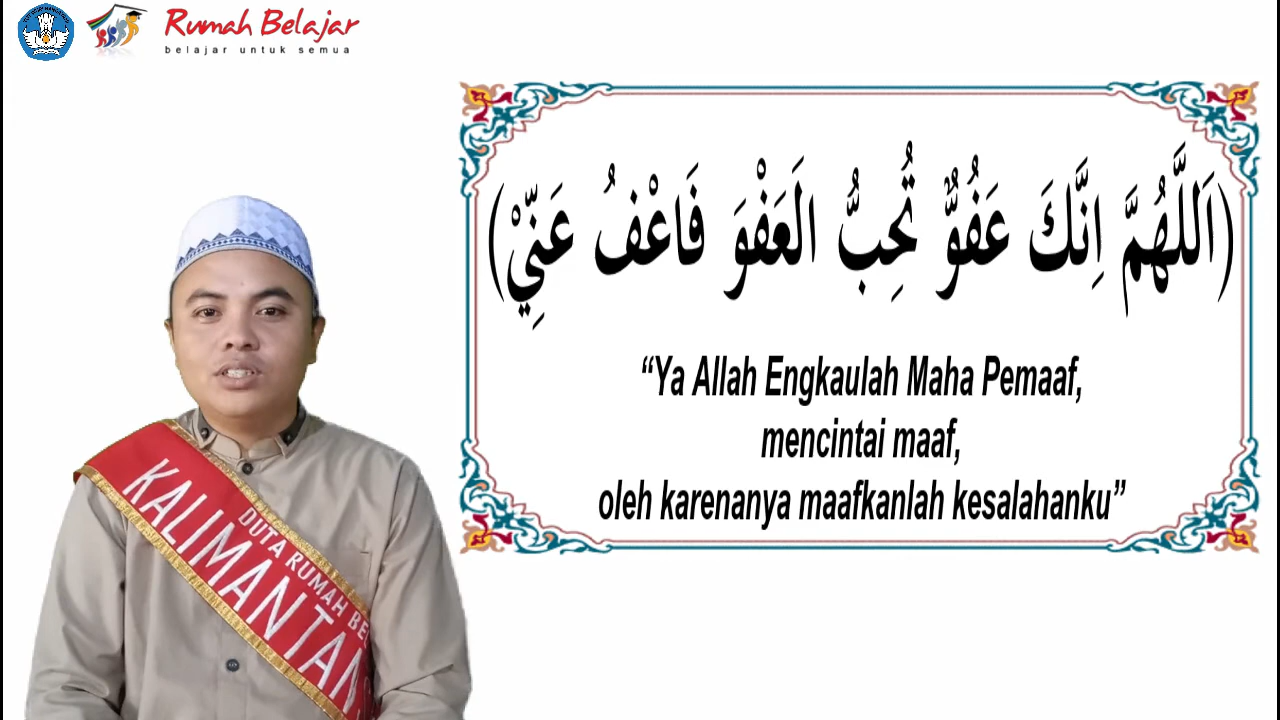 Rumah Belajar
belajar untuk semua
(اَللَّهُمَّ اِنَّكَ عَفُوٌّ تُحِبُّ الْعَفْوَ فَاعْفُ عَنِّيْ)
“Ya Allah Engkaulah Maha Pemaaf,
mencintai maaf,
oleh karenanya maafkanlah kesalahanku”
DUTA RUMAH BEL
KALIMANTAN